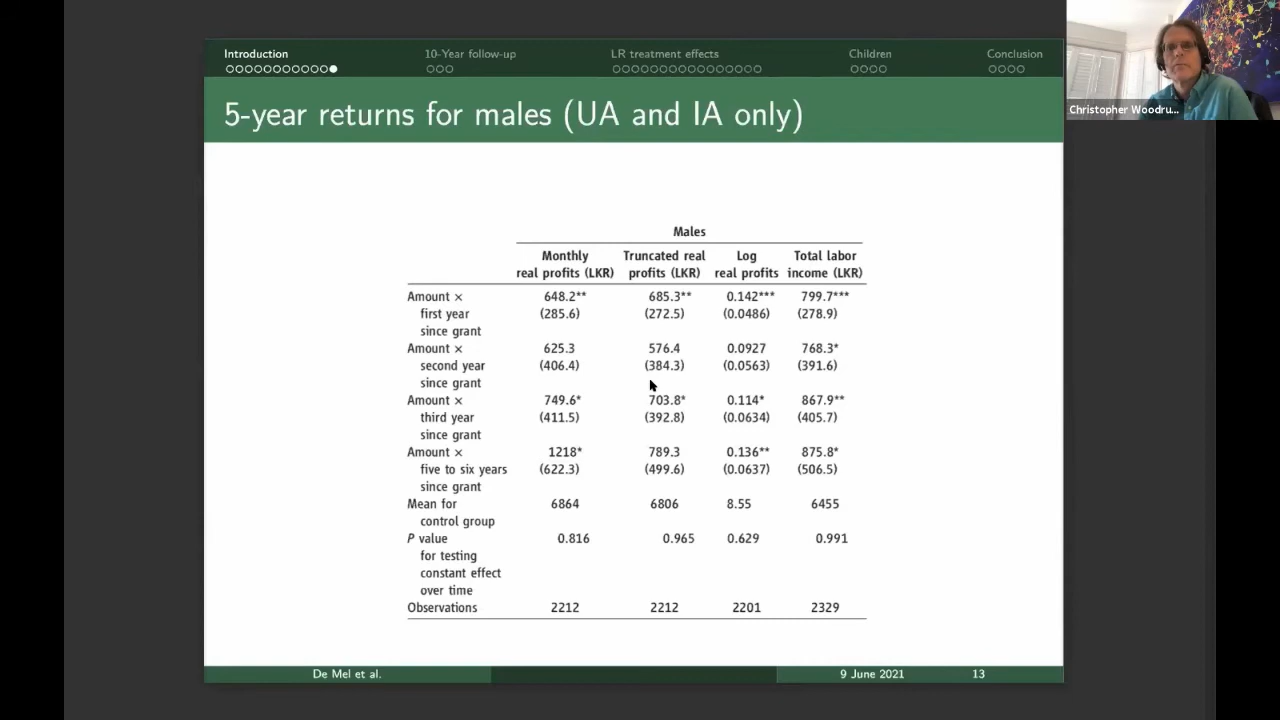 Introduction 10-Year follow-up LR treatment effects Children Conclusion
Christopher Woodru...
5-year returns for males (UA and IA only)
Males
Monthly Truncated real Log Total labor
real profits (LKR) profits (LKR) real profits income (LKR)
Amount × 648.2** 685.3** 0.142*** 799.7***
first year (285.6) (272.5) (0.0486) (278.9)
since grant
Amount × 625.3 576.4 0.0927 768.3*
second year (406.4) (384.3) (0.0563) (391.6)
since grant
Amount × 749.6* 703.8* 0.114* 867.9**
third year (411.5) (392.8) (0.0634) (405.7)
since grant
Amount × 1218* 789.3 0.136** 875.8*
five to six years (622.3) (499.6) (0.0637) (506.5)
since grant
Mean for 6864 6806 8.55 6455
control group
P value 0.816 0.965 0.629 0.991
for testing
constant effect
over time
Observations 2212 2212 2201 2329
De Mel et al. 9 June 2021 13